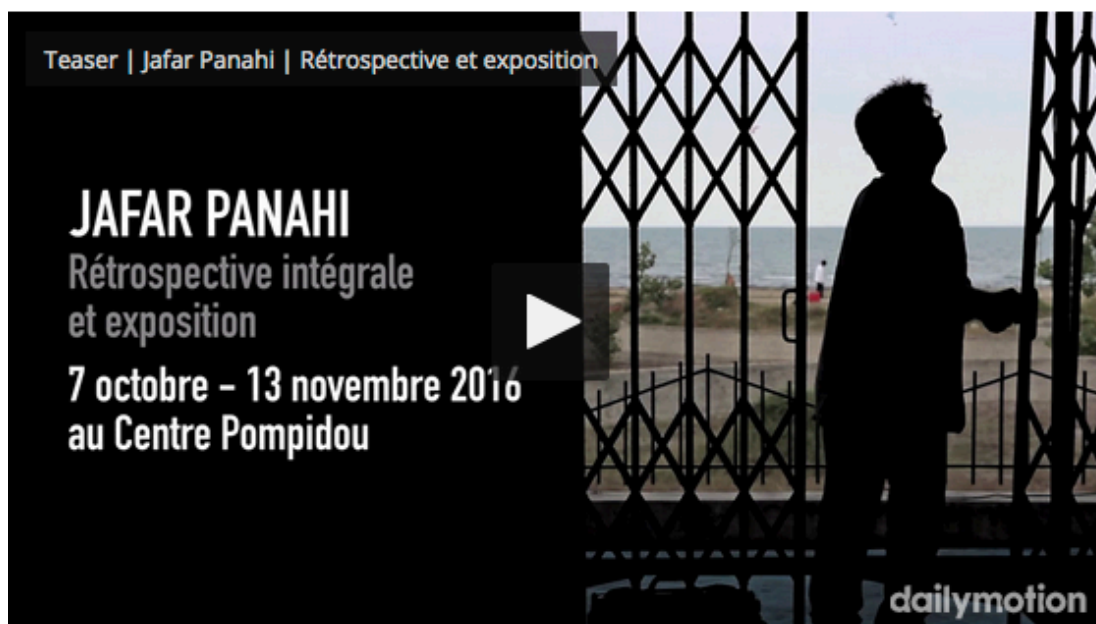 Teaser | Jafar Panahi | Rétrospective et exposition
JAFAR PANAHI
Rétrospective intégrale
et exposition
7 octobre – 13 novembre 2016
au Centre Pompidou
dailymotion